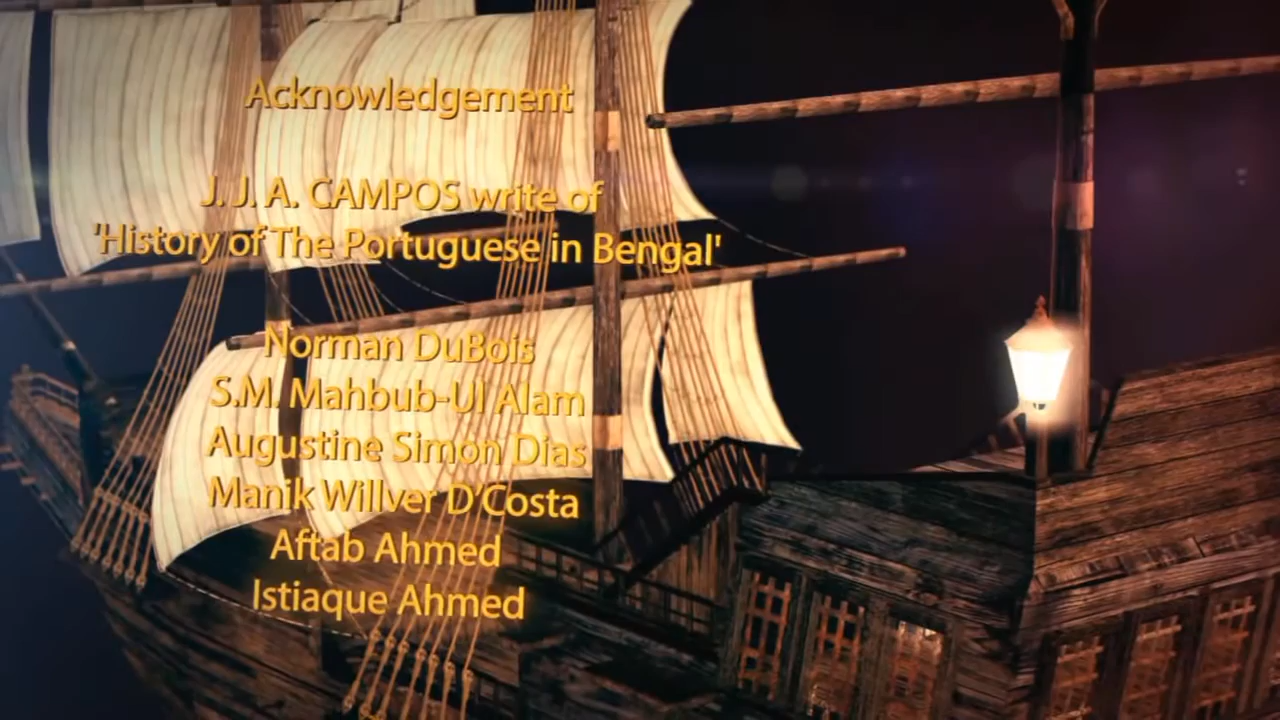 Acknowledgement
J. J. A. CAMPOS write of
'History of The Portuguese in Bengal'
Norman DuBois
S.M. Mahbub-Ul Alam
Augustine Simon Dias
Manik Willver D'Costa
Aftab Ahmed
Istiaque Ahmed